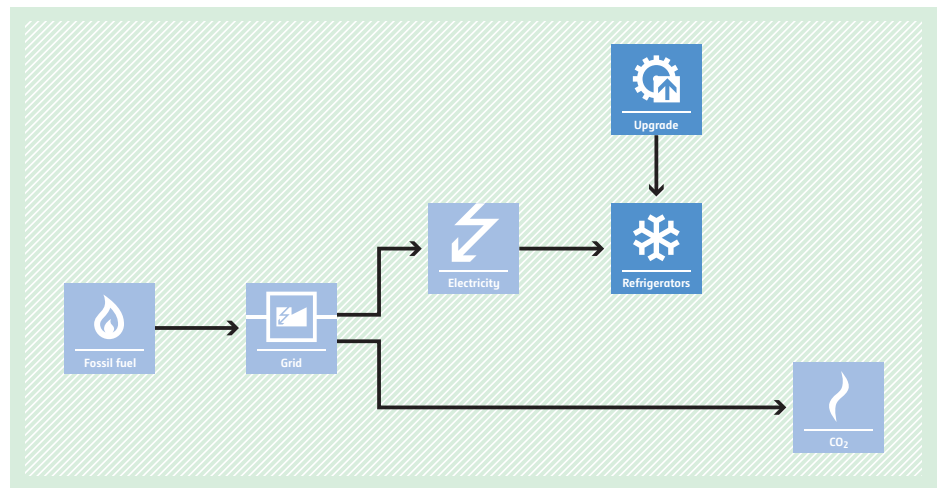 Upgrade
Electricity
Refrigerators
Fossil fuel
Grid
CO₂